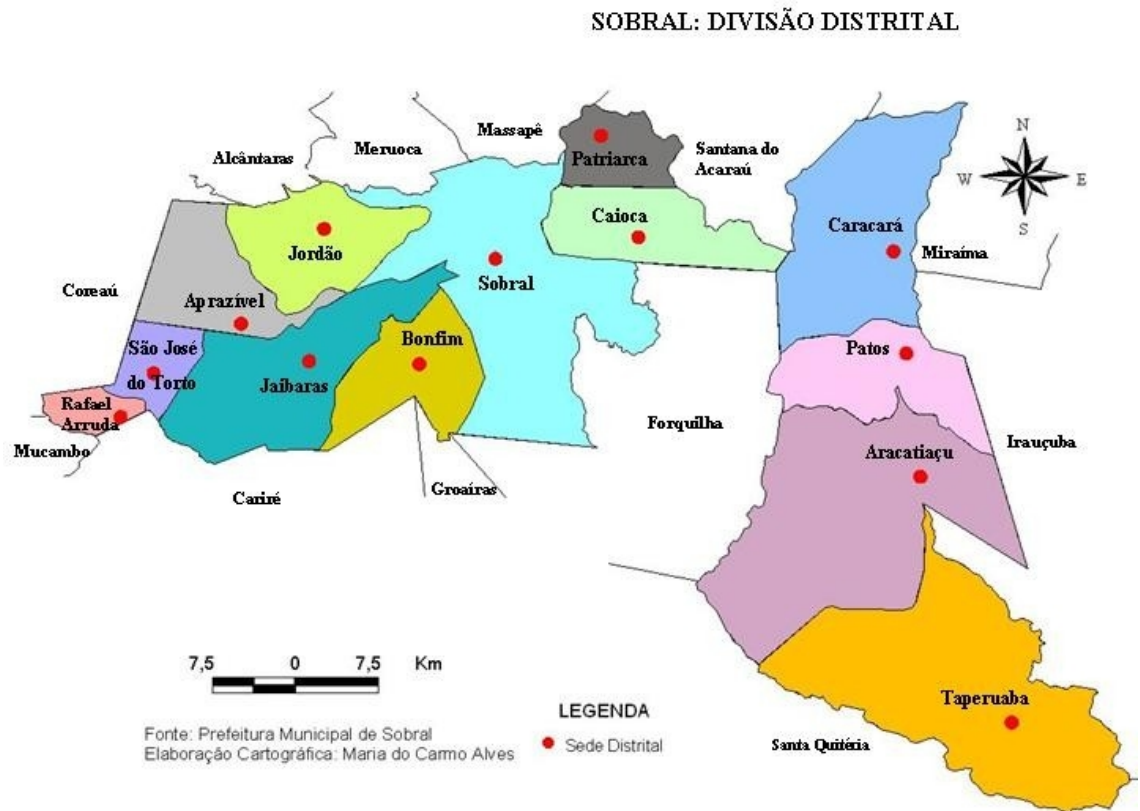 SOBRAL: DIVISÃO DISTRITAL
Massapê
Patriarca
Meruoca
Santana do
Acaraú
Alcântaras
N
W
E
S
Caioca
Caracará
Jordão
Miraíma
Sobral
Coreaú
Aprazível
São José
do Torto
Bonfim
Patos
Jaibaras
Rafael
Arruda
Forquilha
Irauçuba
Mucambo
Aracatiaçu
Cariré
Groaíras
7,5 0 7,5 Km
Taperuaba
LEGENDA
Sede Distrital
Santa Quitéria
Fonte: Prefeitura Municipal de Sobral
Elaboração Cartográfica: Maria do Carmo Alves